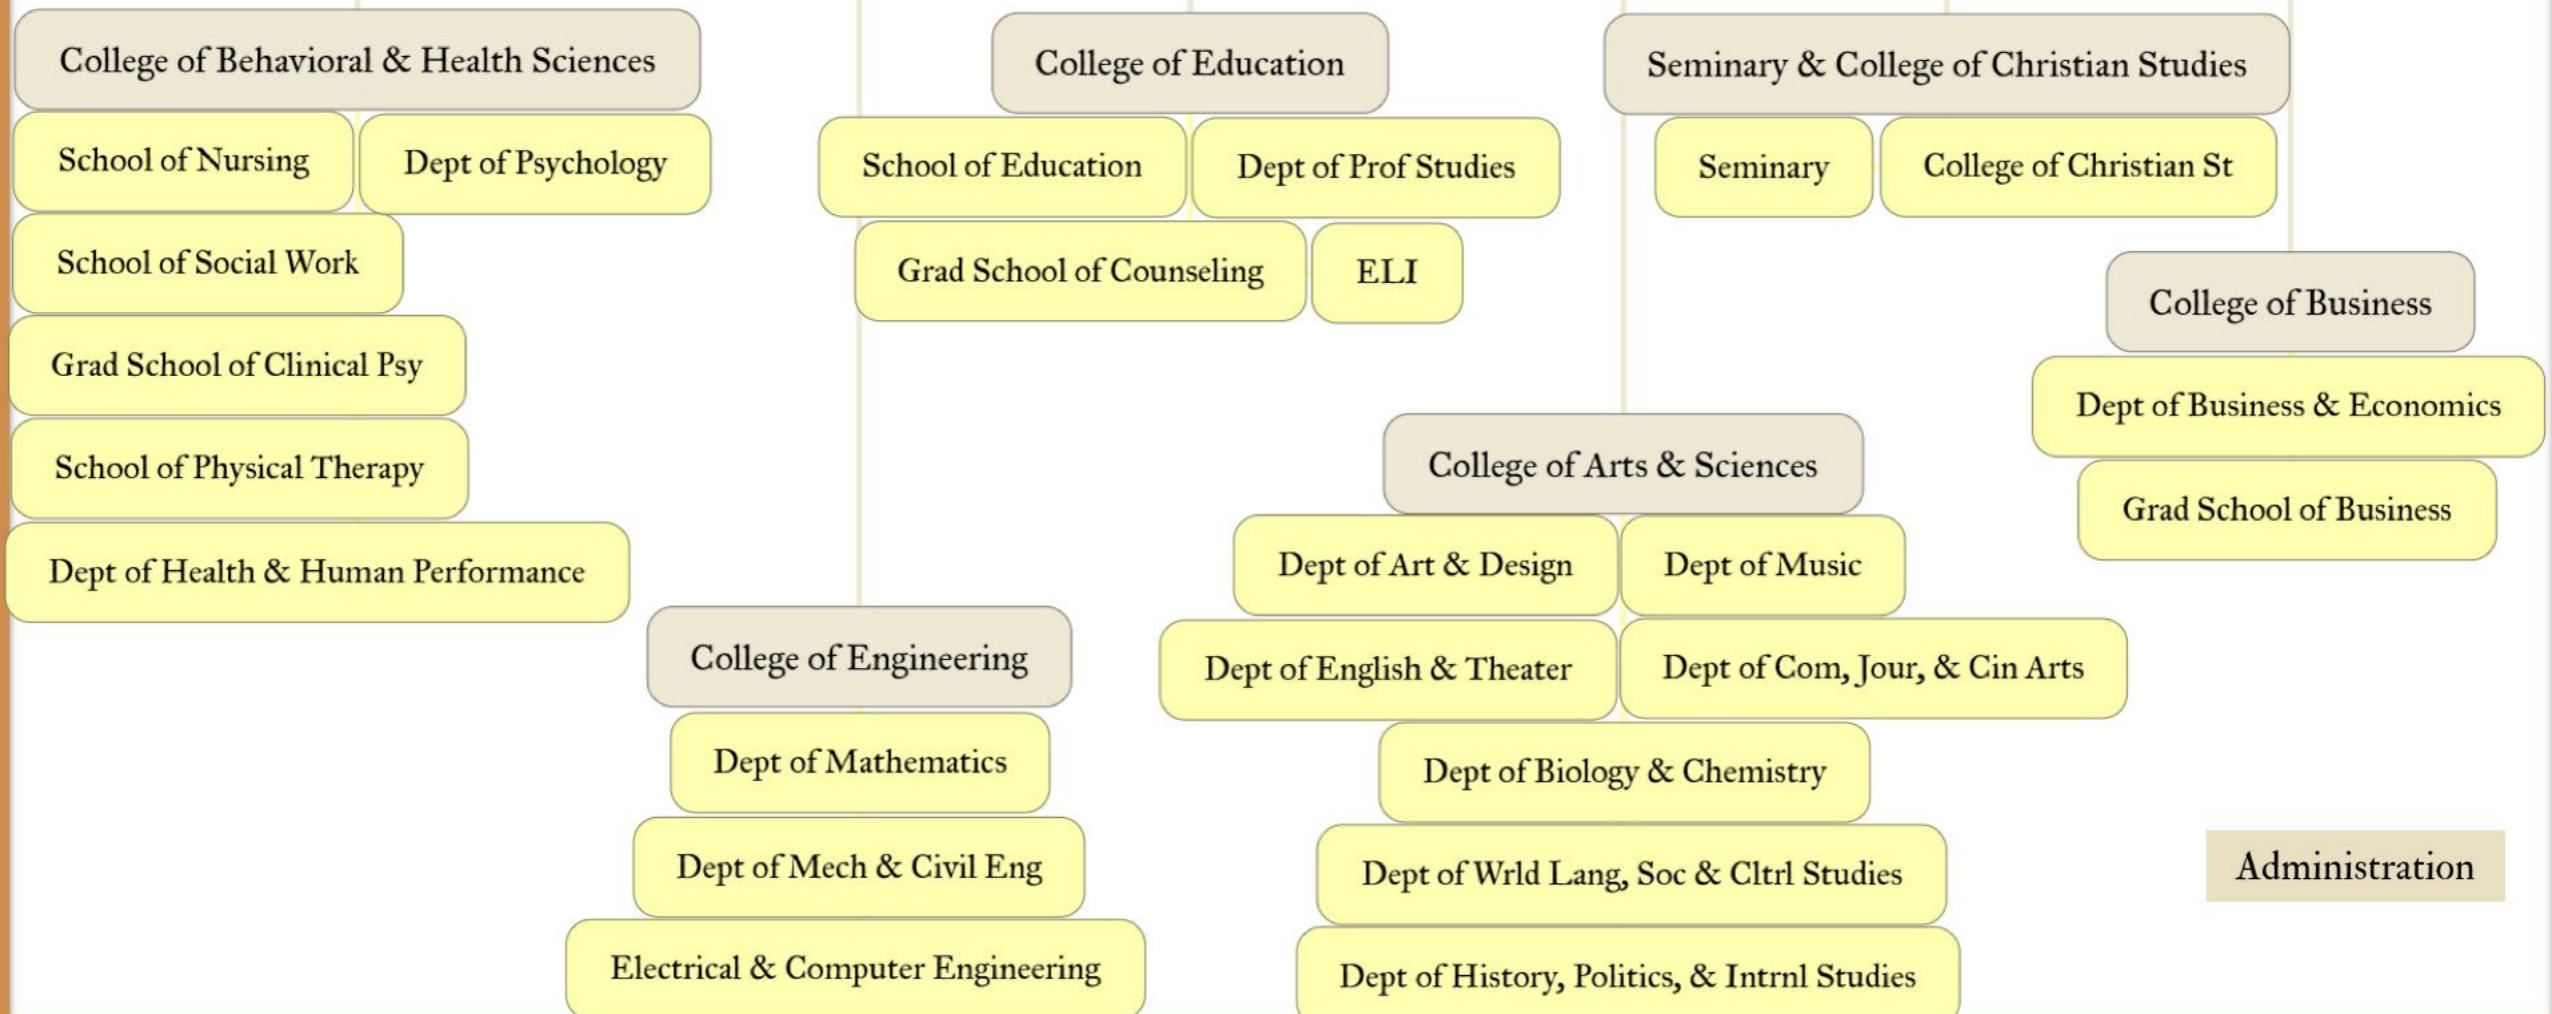 College of Behavioral & Health Sciences
School of Nursing
Dept of Psychology
School of Social Work
Grad School of Clinical Psy
School of Physical Therapy
Dept of Health & Human Performance
College of Engineering
Dept of Mathematics
Dept of Mech & Civil Eng
Electrical & Computer Engineering
College of Education
School of Education
Dept of Prof Studies
Grad School of Counseling
ELI
College of Arts & Sciences
Dept of Art & Design
Dept of Music
Dept of English & Theater
Dept of Com, Jour, & Cin Arts
Dept of Biology & Chemistry
Dept of Wrld Lang, Soc & Cltrl Studies
Dept of History, Politics, & Intrnl Studies
Seminary & College of Christian Studies
Seminary
College of Christian St
College of Business
Dept of Business & Economics
Grad School of Business
Administration